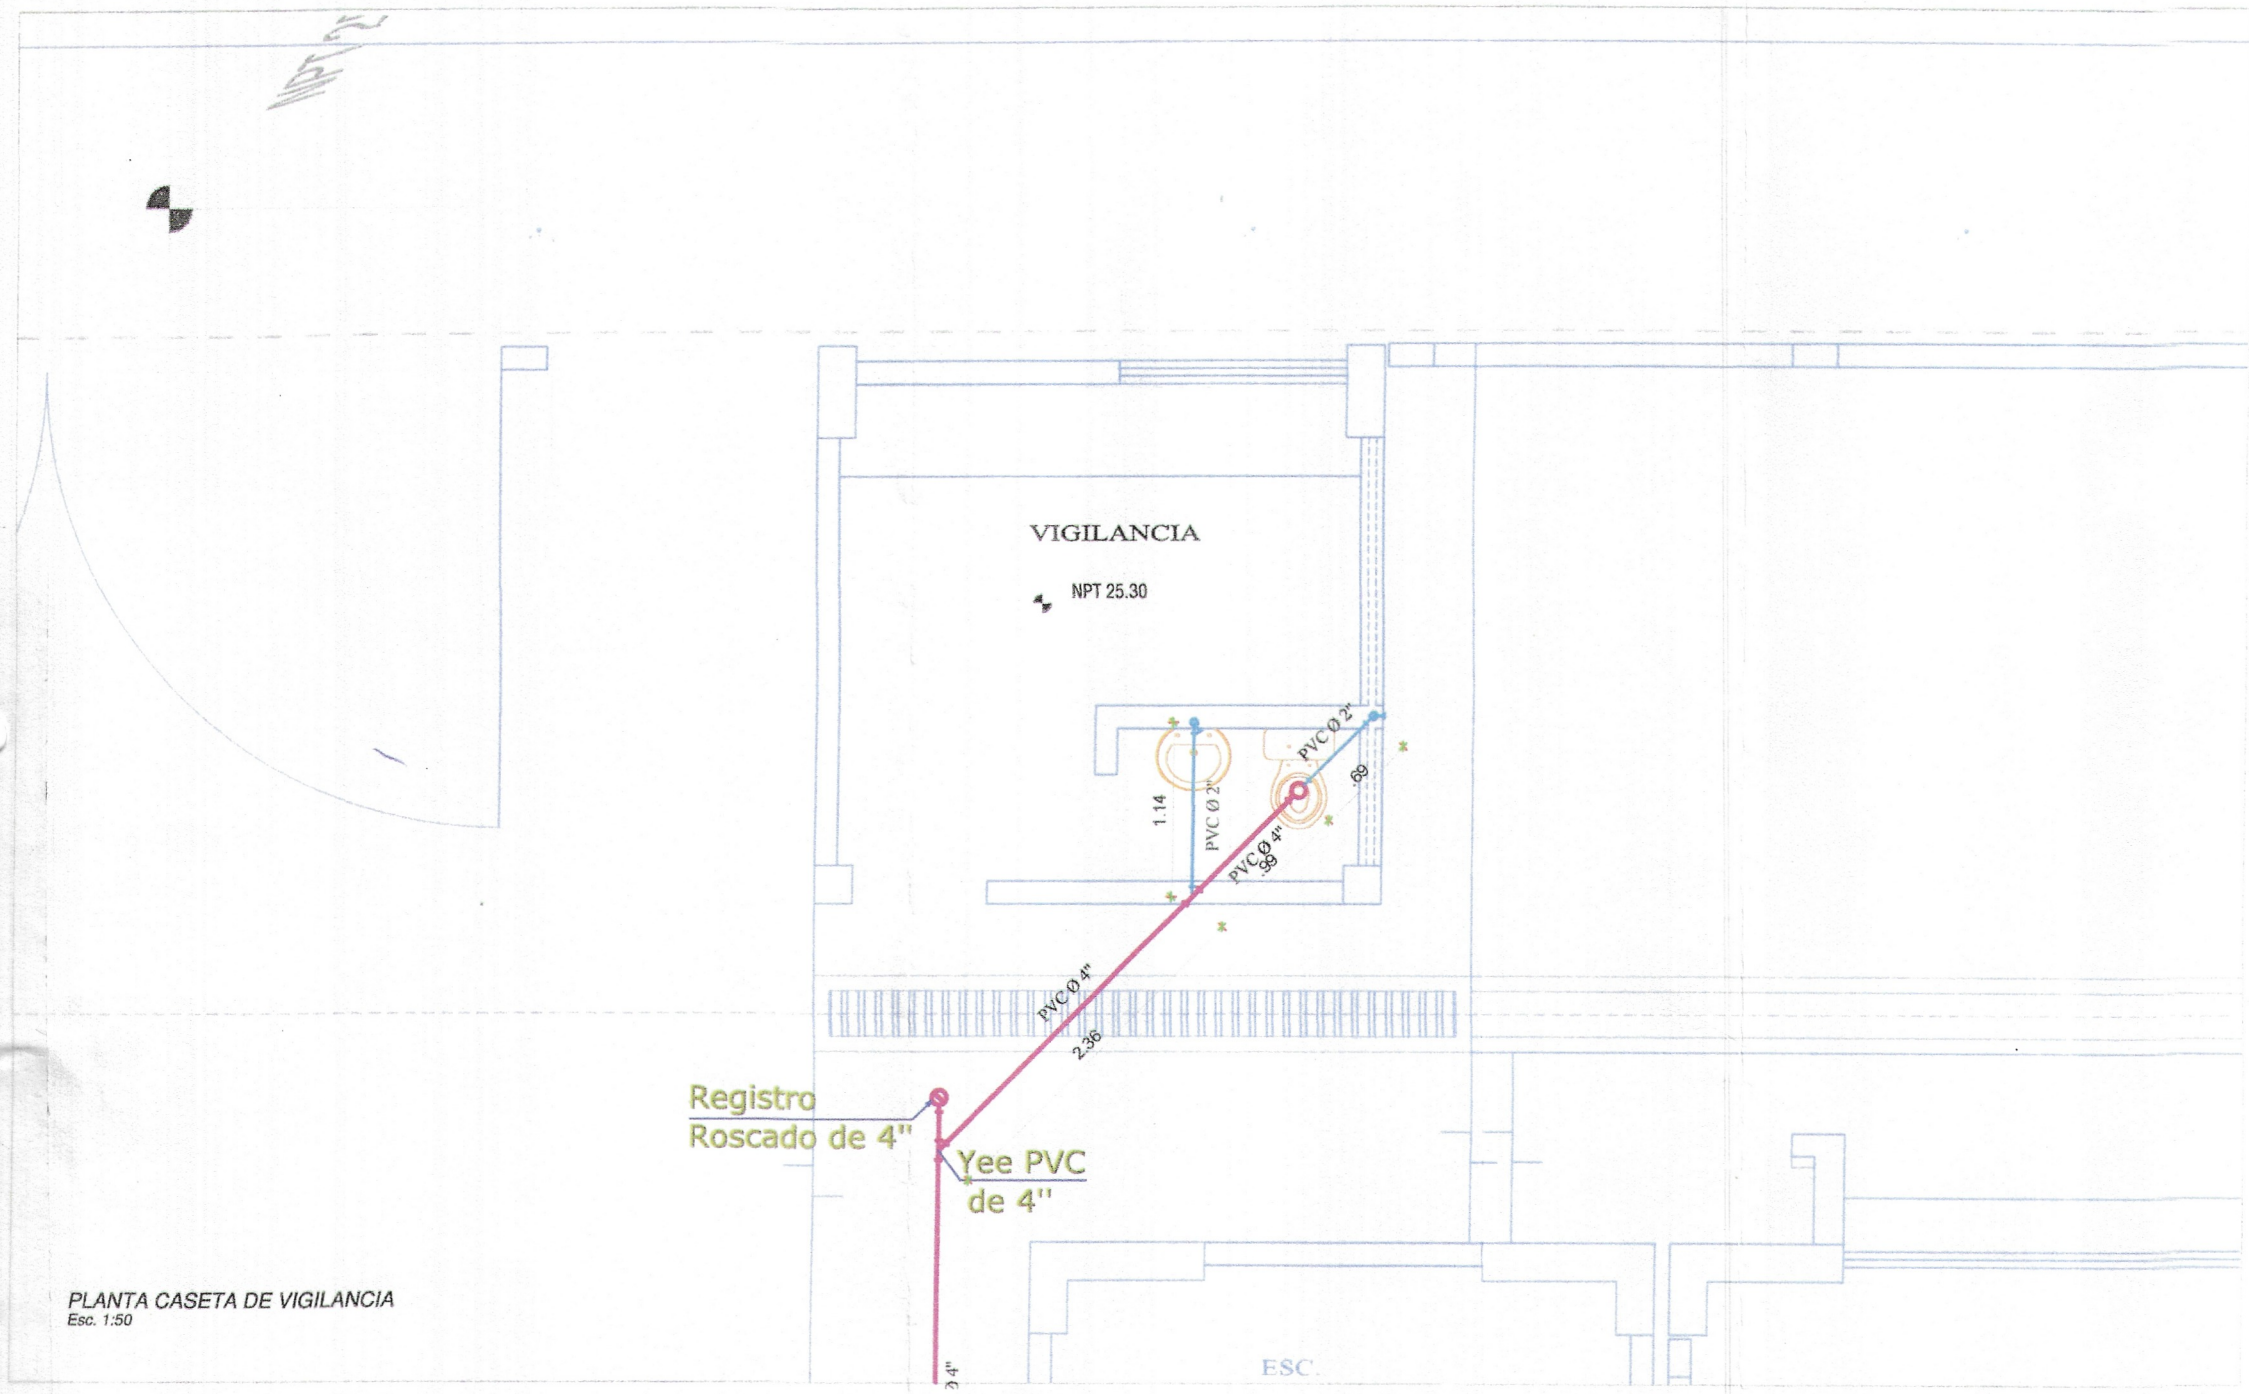 VIGILANCIA
NPT 25.30
PVC Ø 2"
.69
1.14
PVC Ø 2"
PVC Ø 4"
.99
PVC Ø 4"
2.36
Registro
Roscado de 4"
Yee PVC
de 4"
PLANTA CASETA DE VIGILANCIA
Esc. 1:50
Ø 4"
ESC.